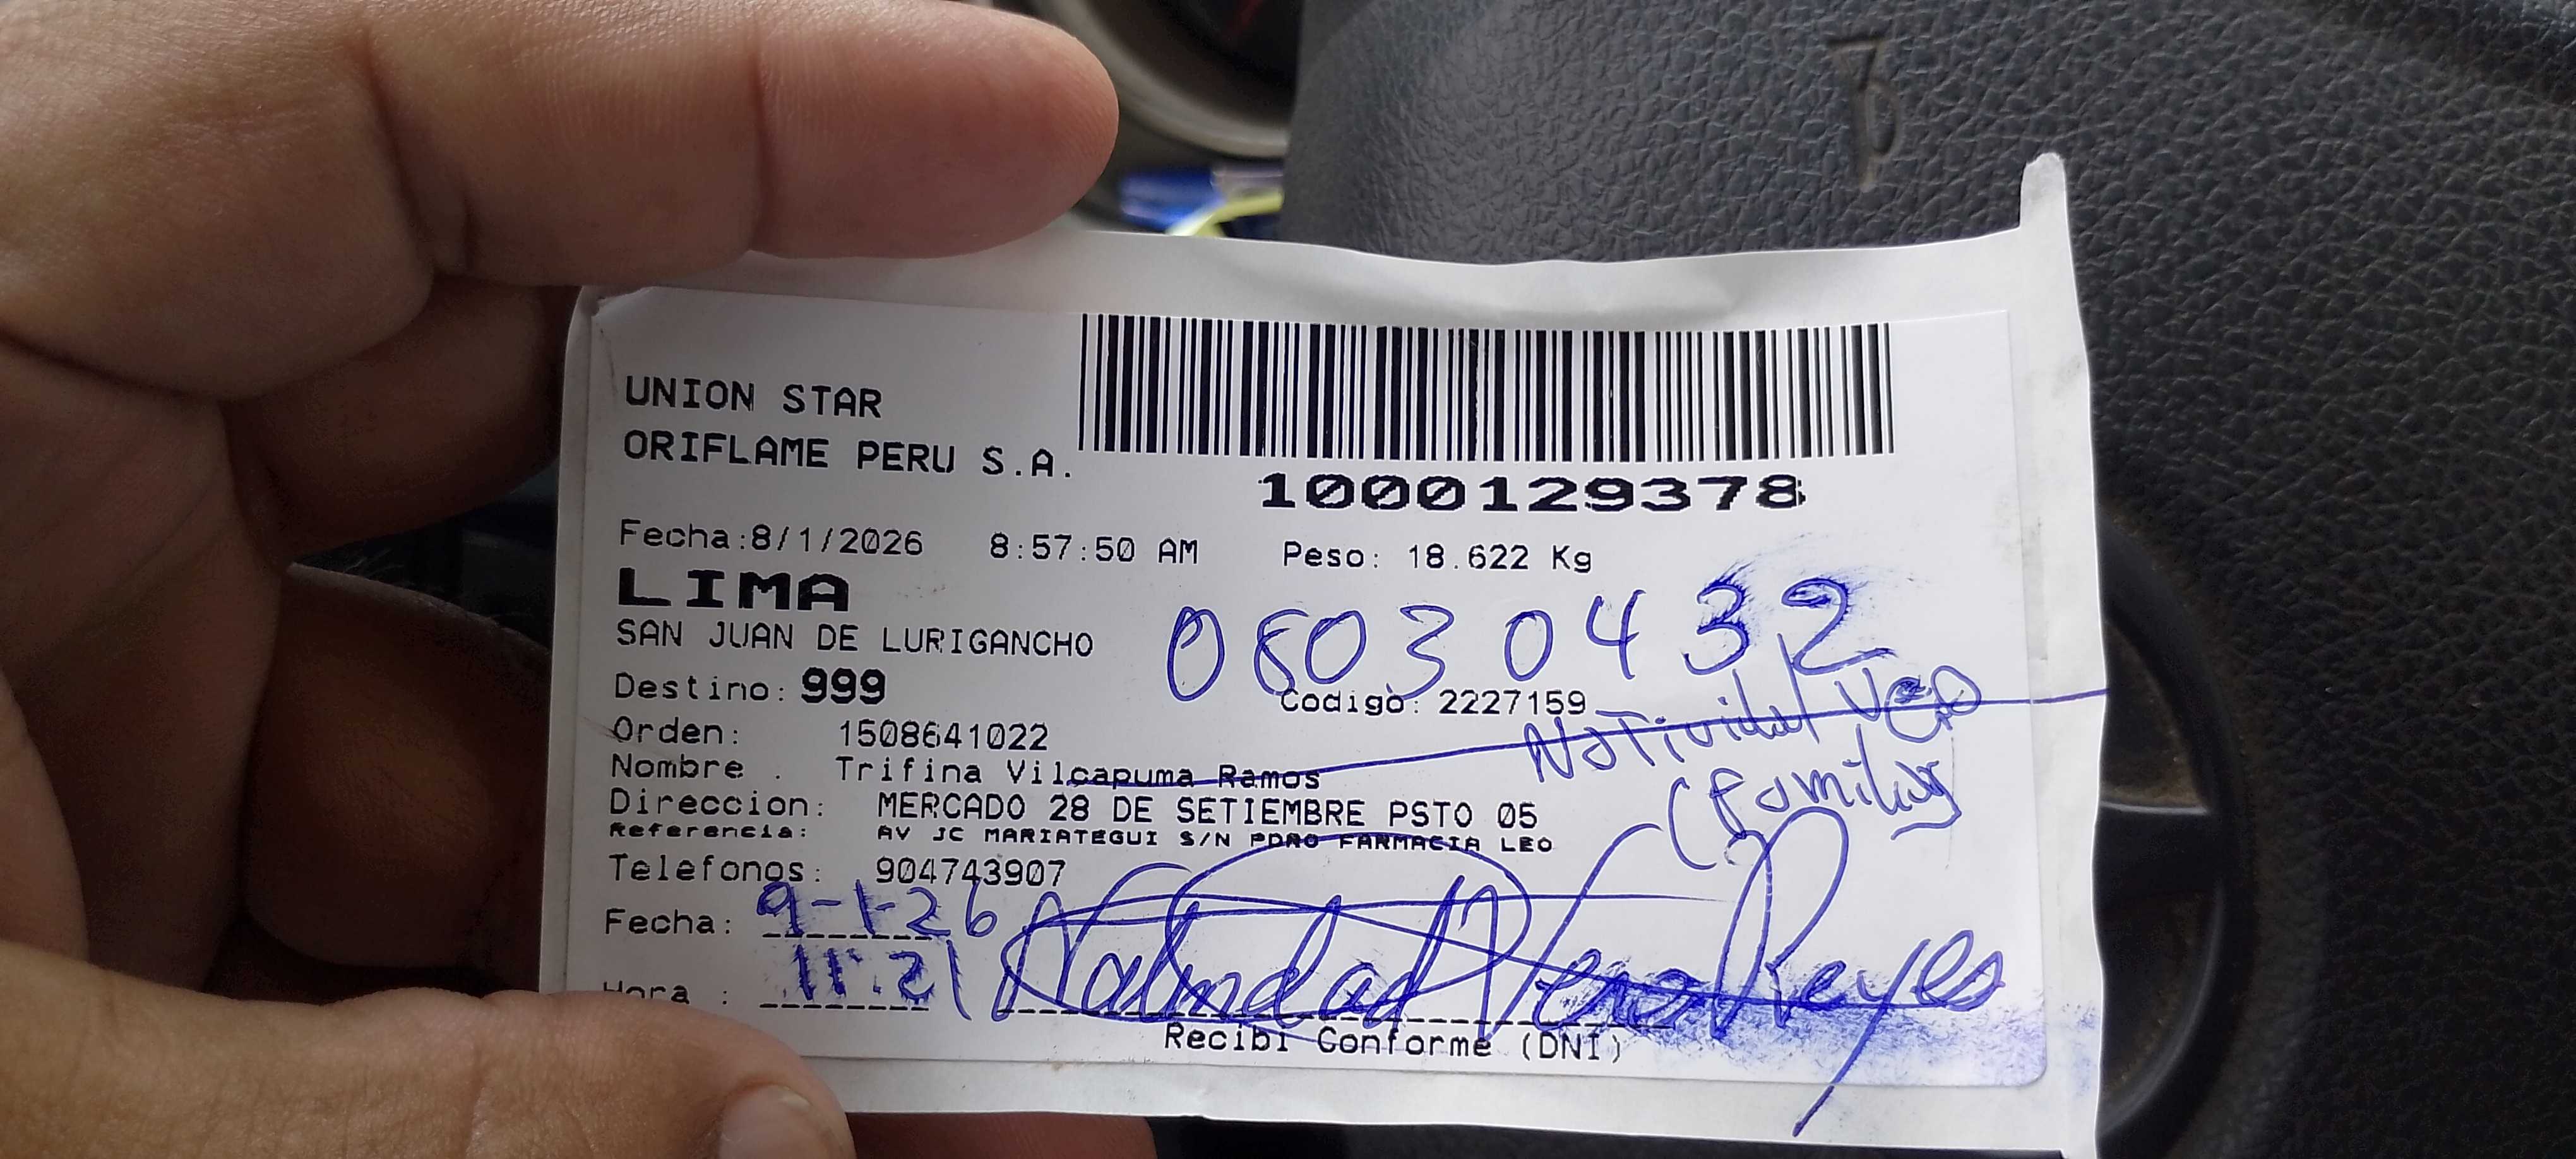 UNION STAR
ORIFLAME PERU S.A.
1000129378
Fecha:8/1/2026 8:57:50 AM Peso: 18.622 Kg
LIMA
SAN JUAN DE LURIGANCHO
08030432
Destino: 999 Codigo: 2227159
Orden: 1508641022
Nombre . Trifina Vilcapuma Ramos
Direccion: MERCADO 28 DE SETIEMBRE PSTO 05
(familiar)
Referencia: AV JC MARIATEGUI S/N PDRO FARMACIA LEO
Telefonos: 904743907
Fecha: 9-1-26
Hora : 11:21
Natividad Reyes
Recibi Conforme (DNI)